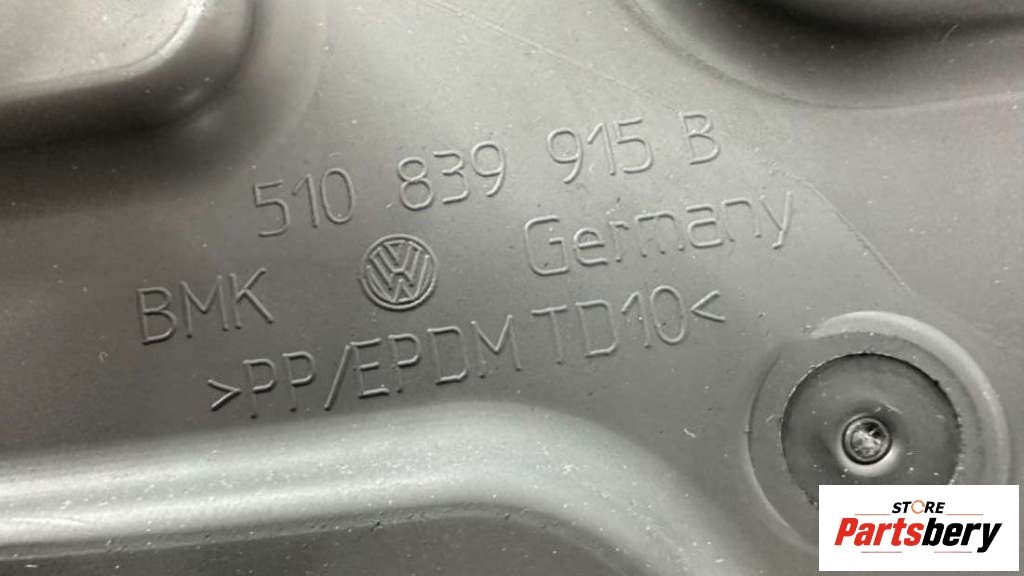 510 839 915 B
BMK VW Germany
>PP/EPDM TD10<
STORE
Partsbery